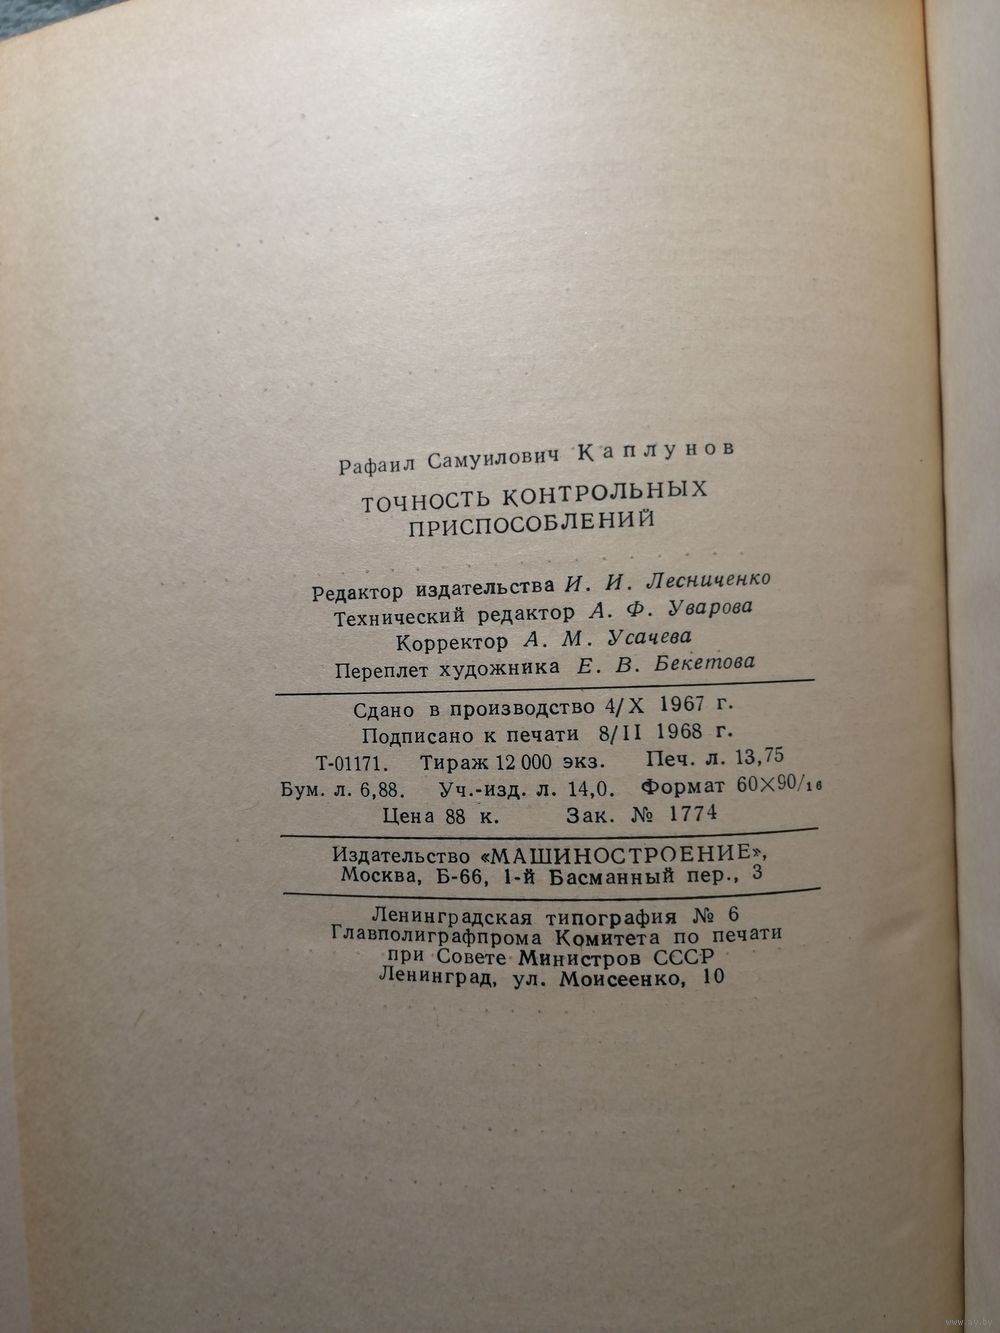 Рафаил Самуилович Каплунов
ТОЧНОСТЬ КОНТРОЛЬНЫХ
ПРИСПОСОБЛЕНИЙ
Редактор издательства И. И. Лесниченко
Технический редактор А. Ф. Уварова
Корректор А. М. Усачева
Переплет художника Е. В. Бекетова
Сдано в производство 4/X 1967 г.
Подписано к печати 8/II 1968 г.
Т-01171. Тираж 12 000 экз. Печ. л. 13,75
Бум. л. 6,88. Уч.-изд. л. 14,0. Формат 60×90/16
Цена 88 к. Зак. № 1774
Издательство «МАШИНОСТРОЕНИЕ»,
Москва, Б-66, 1-й Басманный пер., 3
Ленинградская типография № 6
Главполиграфпрома Комитета по печати
при Совете Министров СССР
Ленинград, ул. Моисеенко, 10
www.ay.by